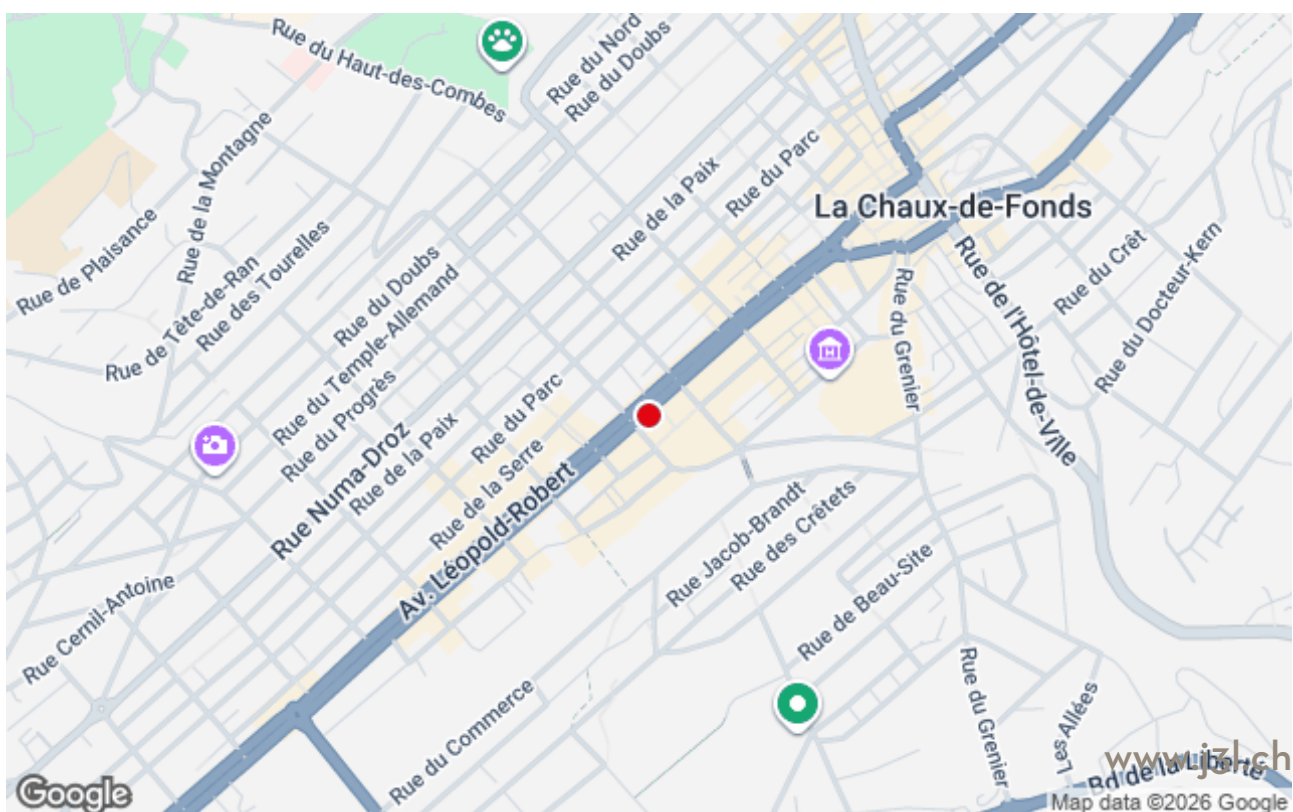 Rue du Haut-des-Combes
Rue du Nord
Rue du Doubs
Rue de la Montagne
Rue du Parc
Rue de la Paix
La Chaux-de-Fonds
Rue de Plaisance
Rue des Tourelles
Rue de Tête-de-Ran
Rue du Doubs
Rue du Temple-Allemand
Rue du Progrès
Rue du Crêt
Rue du Docteur-Kern
Rue de l'Hôtel-de-Ville
Rue du Grenier
Rue du Parc
Rue de la Paix
Rue Numa-Droz
Rue de la Serre
Av. Léopold-Robert
Rue Jacob-Brandt
Rue des Crêtets
Rue de Beau-Site
Rue Cernil-Antoine
Rue du Commerce
Rue du Grenier
Les Allées
Bd de la Liberté
www.j3l.ch
Google
Map data ©2026 Google